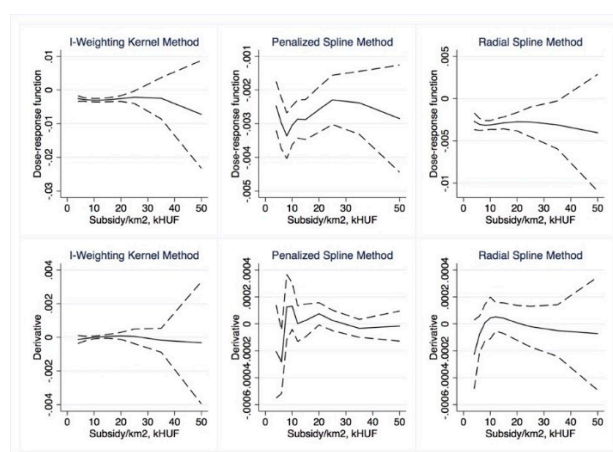 I-Weighting Kernel Method
Penalized Spline Method
Radial Spline Method
Dose-response function
.01
0
-.01
-.02
-.03
0 10 20 30 40 50
Subsidy/km2, kHUF
Dose-response function
-.001
-.002
-.003
-.004
-.005
0 10 20 30 40 50
Subsidy/km2, kHUF
Dose-response function
.005
0
-.005
-.01
0 10 20 30 40 50
Subsidy/km2, kHUF
I-Weighting Kernel Method
Penalized Spline Method
Radial Spline Method
Derivative
.004
.002
0
-.002
-.004
0 10 20 30 40 50
Subsidy/km2, kHUF
Derivative
-.0006-.0004-.0002 0 .0002 .0004
0 10 20 30 40 50
Subsidy/km2, kHUF
Derivative
-.0006-.0004-.0002 0 .0002 .0004
0 10 20 30 40 50
Subsidy/km2, kHUF